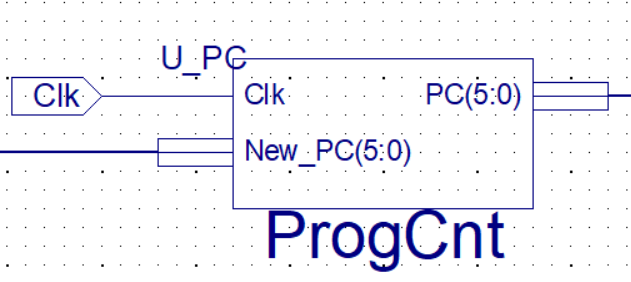 U_PC
Clk
Clk
PC(5:0)
New_PC(5:0)
ProgCnt